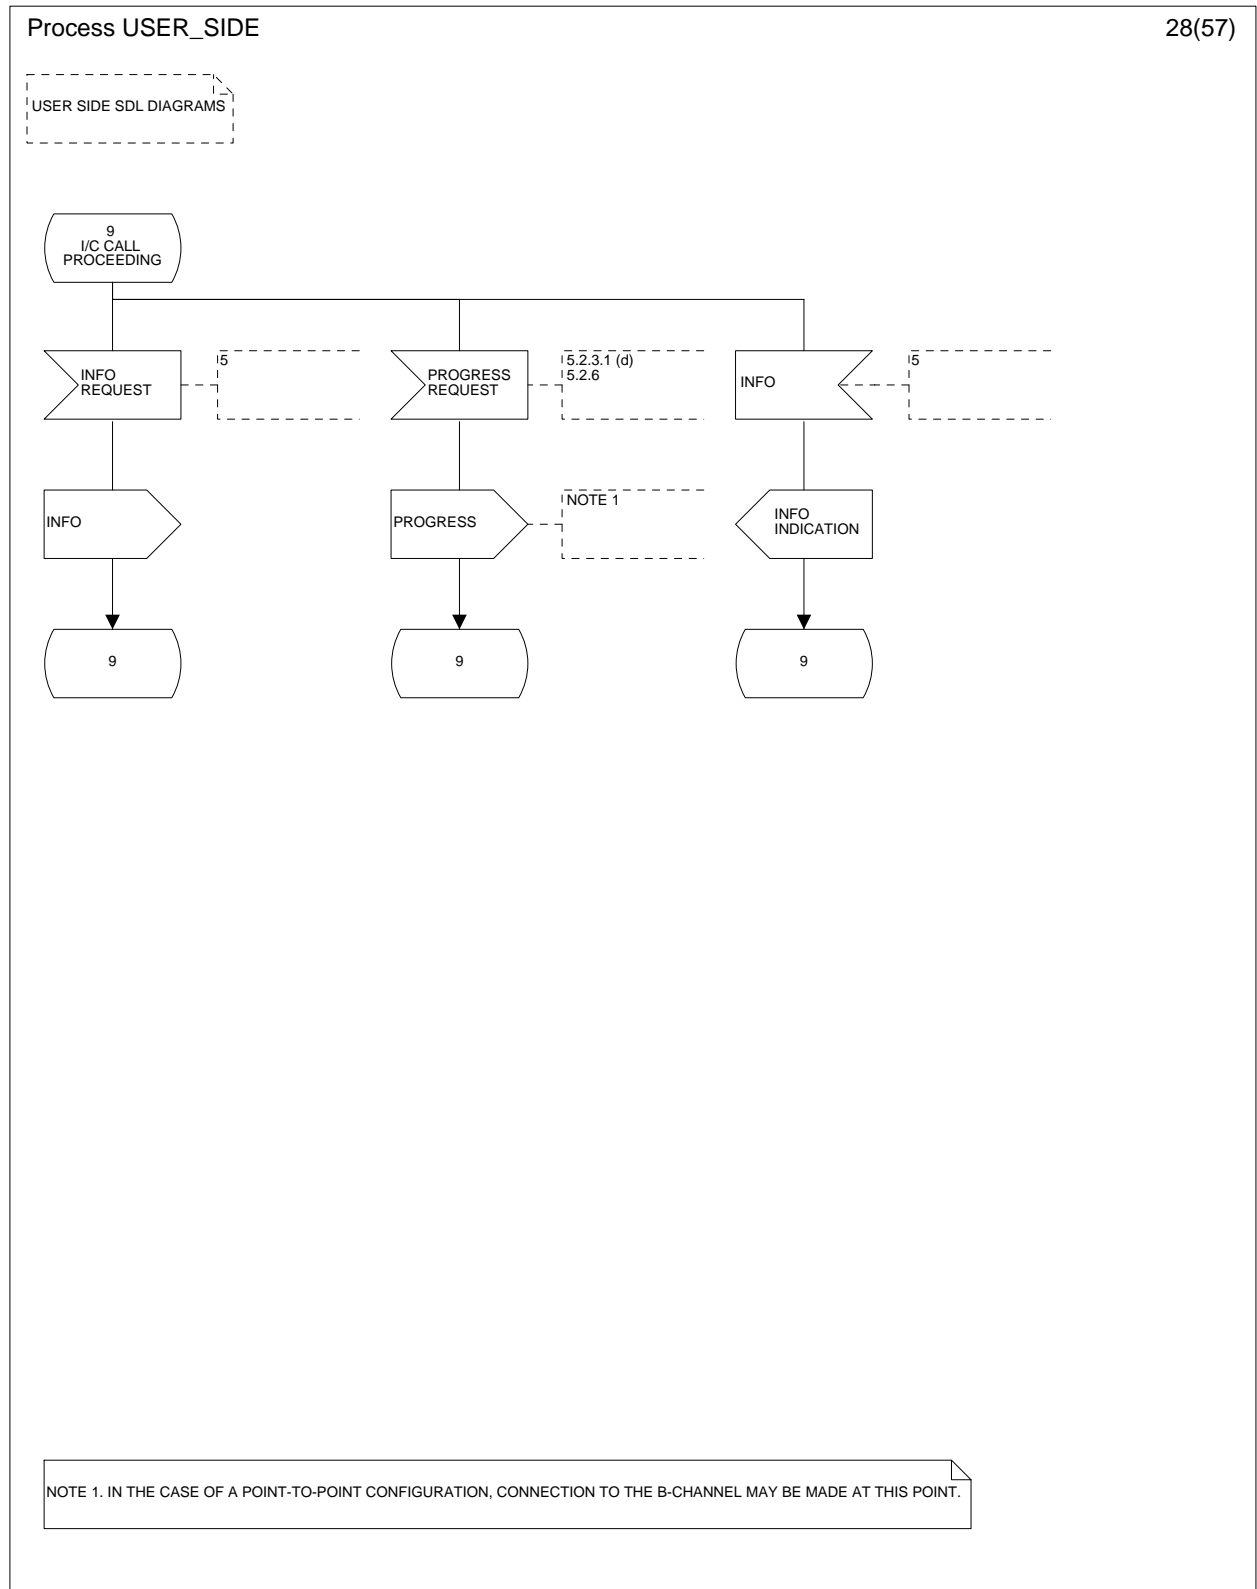 Process USER_SIDE
28(57)
USER SIDE SDL DIAGRAMS
9
I/C CALL
PROCEEDING
INFO
REQUEST
5
PROGRESS
REQUEST
5.2.3.1 (d)
5.2.6
INFO
5
INFO
PROGRESS
NOTE 1
INFO
INDICATION
9
9
9
NOTE 1. IN THE CASE OF A POINT-TO-POINT CONFIGURATION, CONNECTION TO THE B-CHANNEL MAY BE MADE AT THIS POINT.